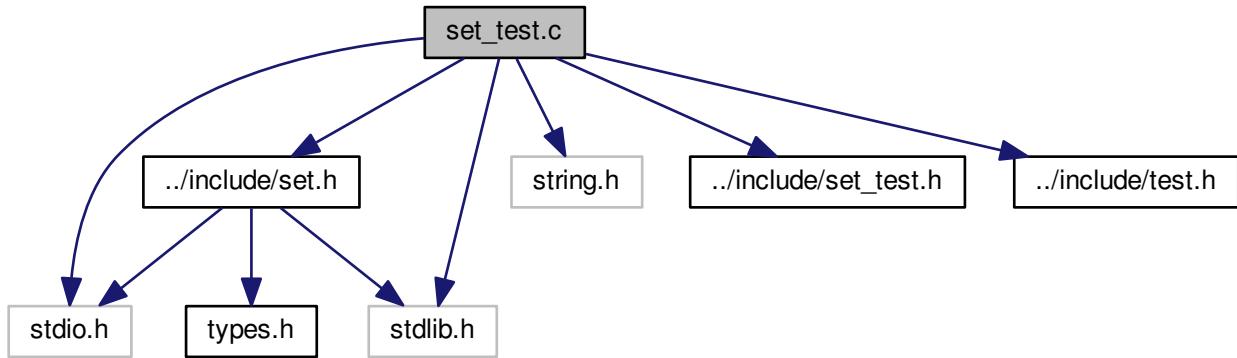 set_test.c
../include/set.h
string.h
../include/set_test.h
../include/test.h
stdio.h
types.h
stdlib.h